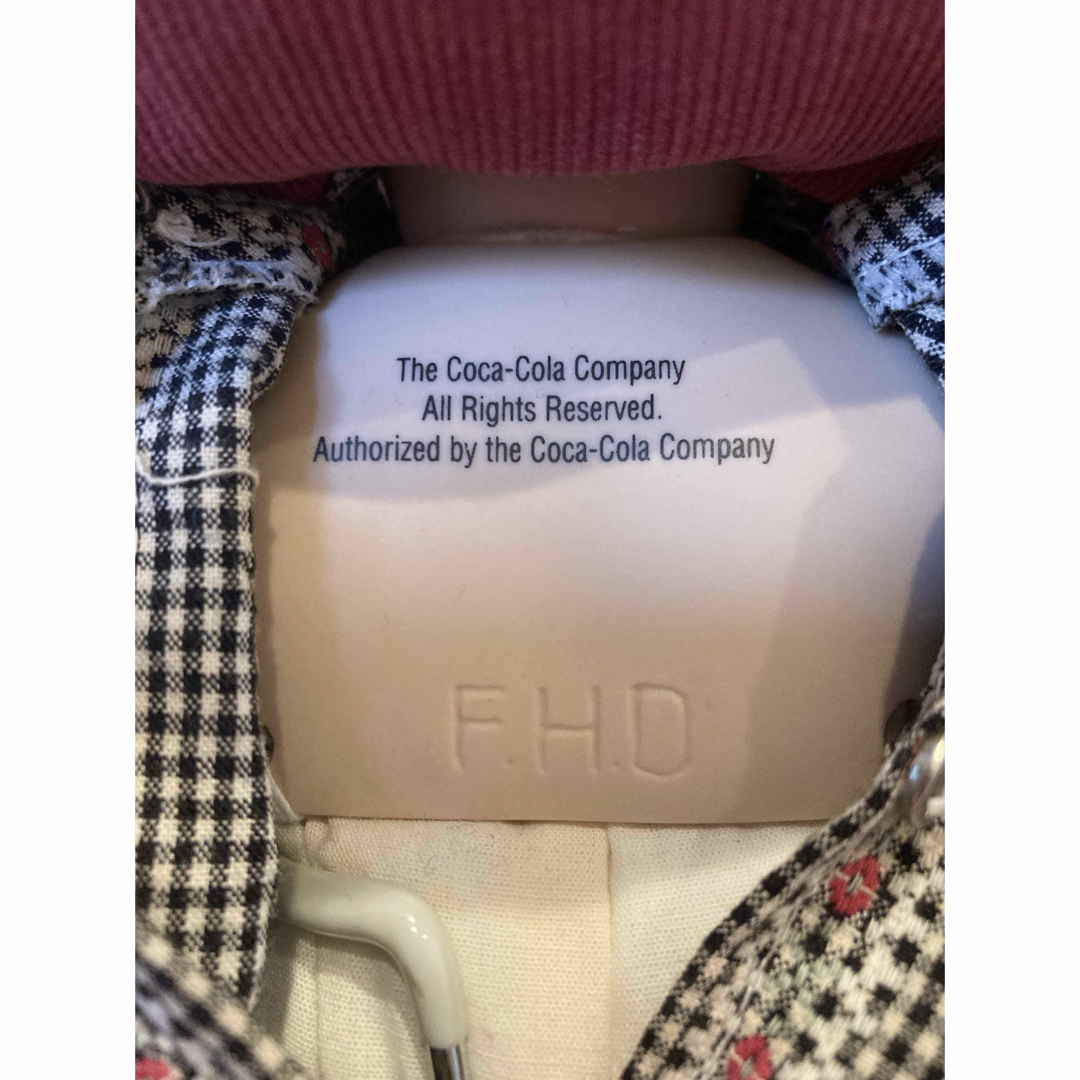 The Coca-Cola Company
All Rights Reserved.
Authorized by the Coca-Cola Company
F.H.D